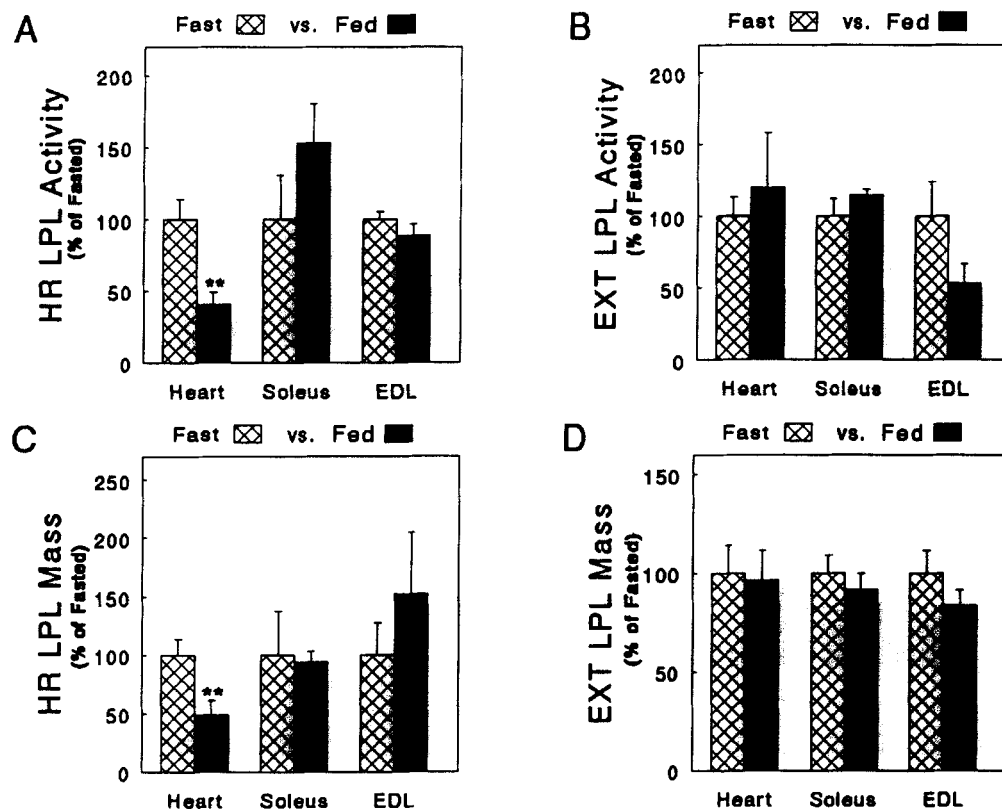 A
Fast vs. Fed
HR LPL Activity
(% of Fasted)
200
150
100
50
0
**
Heart Soleus EDL
B
Fast vs. Fed
EXT LPL Activity
(% of Fasted)
200
150
100
50
0
Heart Soleus EDL
C
Fast vs. Fed
HR LPL Mass
(% of Fasted)
250
200
150
100
50
0
**
Heart Soleus EDL
D
Fast vs. Fed
EXT LPL Mass
(% of Fasted)
150
100
50
0
Heart Soleus EDL